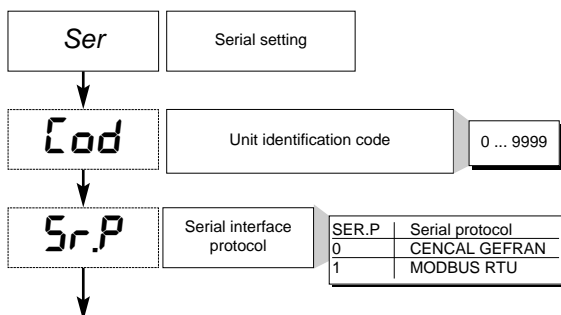 Ser Serial setting
Cod Unit identification code 0 ... 9999
Sr.P Serial interface
protocol
SER.P Serial protocol
0 CENCAL GEFRAN
1 MODBUS RTU